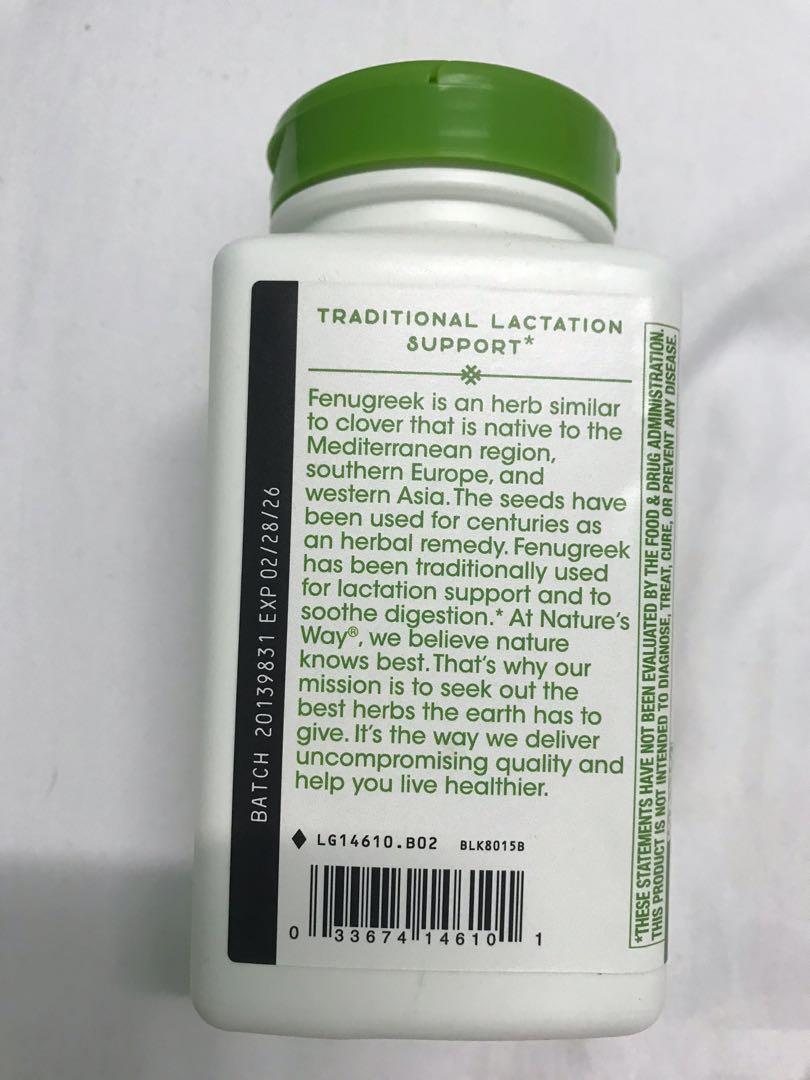 TRADITIONAL LACTATION
SUPPORT*
Fenugreek is an herb similar
to clover that is native to the
Mediterranean region,
southern Europe, and
western Asia. The seeds have
been used for centuries as
an herbal remedy. Fenugreek
has been traditionally used
for lactation support and to
soothe digestion.* At Nature's
Way®, we believe nature
knows best. That's why our
mission is to seek out the
best herbs the earth has to
give. It's the way we deliver
uncompromising quality and
help you live healthier.
LG14610.B02 BLK8015B
0 33674 14610 1
BATCH 20139831 EXP 02/28/26
*THESE STATEMENTS HAVE NOT BEEN EVALUATED BY THE FOOD & DRUG ADMINISTRATION.
THIS PRODUCT IS NOT INTENDED TO DIAGNOSE, TREAT, CURE, OR PREVENT ANY DISEASE.